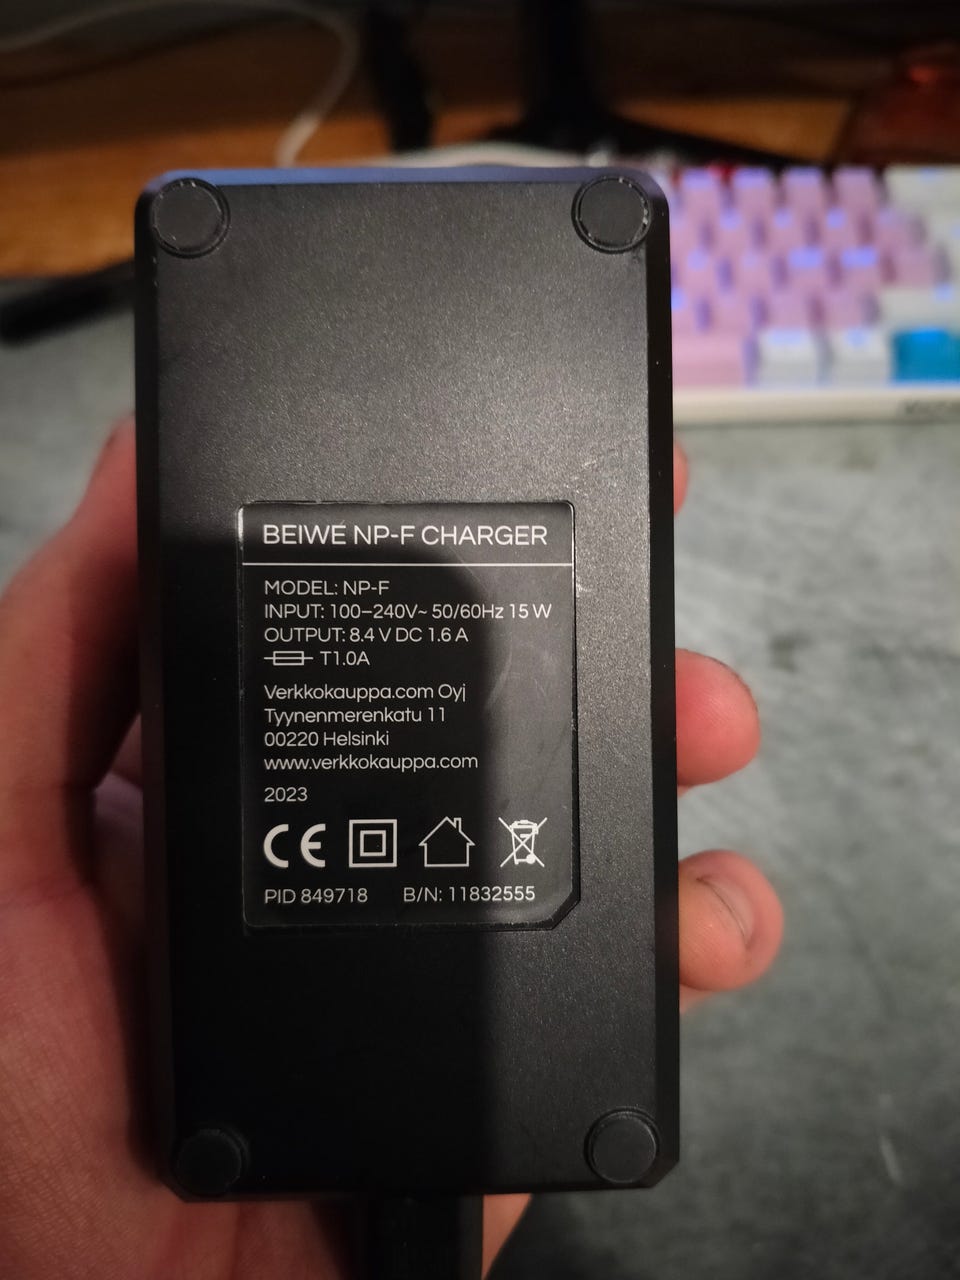 BEIWE NP-F CHARGER
MODEL: NP-F
INPUT: 100–240V~ 50/60Hz 15 W
OUTPUT: 8.4 V DC 1.6 A
T1.0A
Verkkokauppa.com Oyj
Tyynenmerenkatu 11
00220 Helsinki
www.verkkokauppa.com
2023
CE
PID 849718 B/N: 11832555